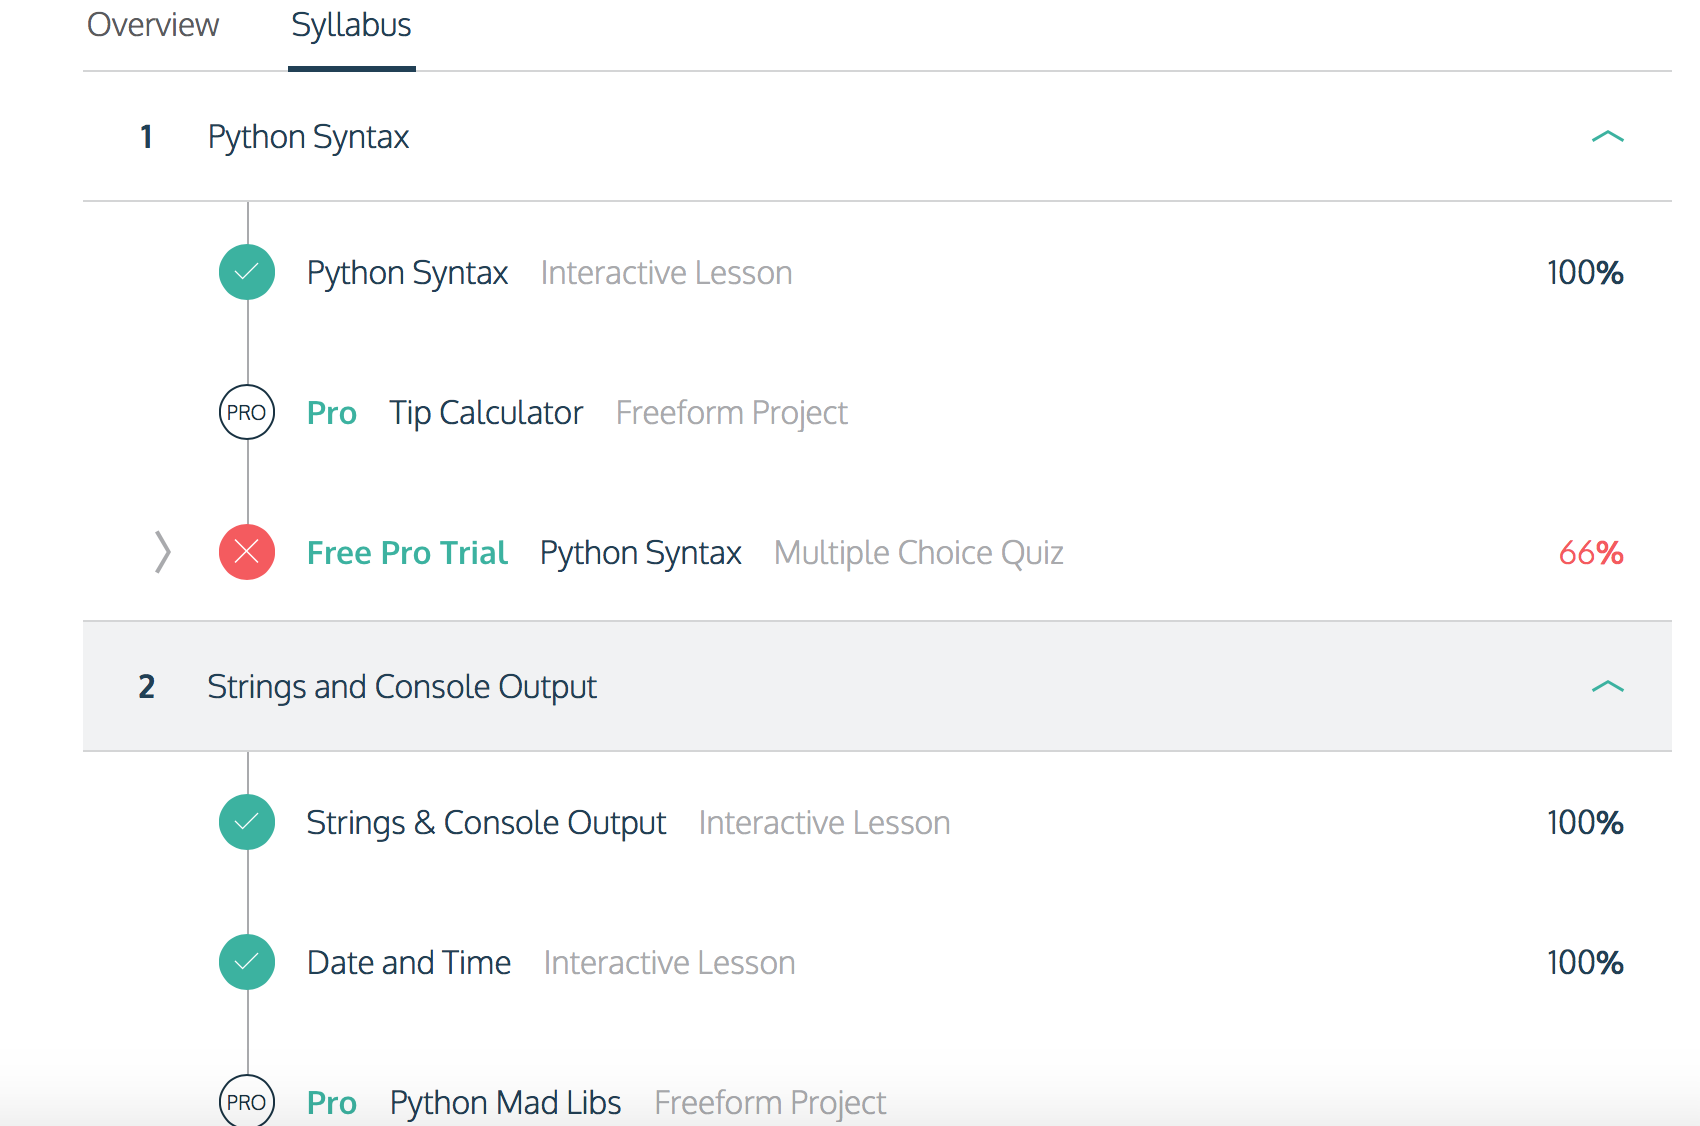 Overview Syllabus
1 Python Syntax
Python Syntax Interactive Lesson 100%
PRO Pro Tip Calculator Freeform Project
Free Pro Trial Python Syntax Multiple Choice Quiz 66%
2 Strings and Console Output
Strings & Console Output Interactive Lesson 100%
Date and Time Interactive Lesson 100%
PRO Pro Python Mad Libs Freeform Project